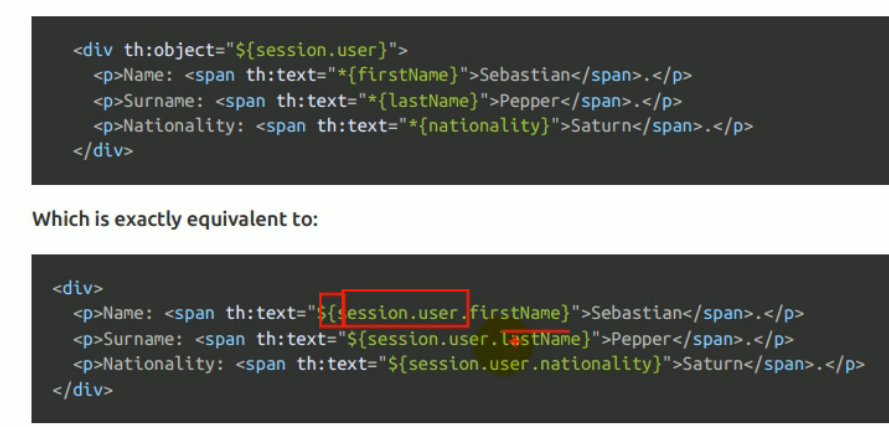 <div th:object="${session.user}">
<p>Name: <span th:text="*{firstName}">Sebastian</span>.</p>
<p>Surname: <span th:text="*{lastName}">Pepper</span>.</p>
<p>Nationality: <span th:text="*{nationality}">Saturn</span>.</p>
</div>
Which is exactly equivalent to:
<div>
<p>Name: <span th:text="${session.user.firstName}">Sebastian</span>.</p>
<p>Surname: <span th:text="${session.user.lastName}">Pepper</span>.</p>
<p>Nationality: <span th:text="${session.user.nationality}">Saturn</span>.</p>
</div>